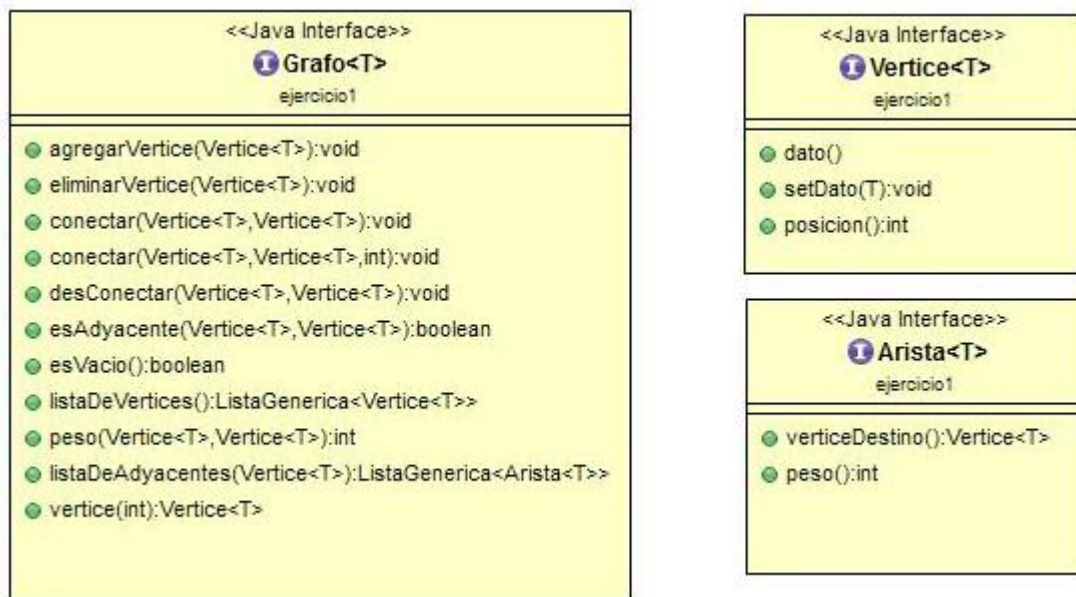 <<Java Interface>>
Grafo<T>
ejercicio1
agregarVertice(Vertice<T>):void
eliminarVertice(Vertice<T>):void
conectar(Vertice<T>,Vertice<T>):void
conectar(Vertice<T>,Vertice<T>,int):void
desConectar(Vertice<T>,Vertice<T>):void
esAdyacente(Vertice<T>,Vertice<T>):boolean
esVacio():boolean
listaDeVertices():ListaGenerica<Vertice<T>>
peso(Vertice<T>,Vertice<T>):int
listaDeAdyacentes(Vertice<T>):ListaGenerica<Arista<T>>
vertice(int):Vertice<T>
<<Java Interface>>
Vertice<T>
ejercicio1
dato()
setDato(T):void
posicion():int
<<Java Interface>>
Arista<T>
ejercicio1
verticeDestino():Vertice<T>
peso():int